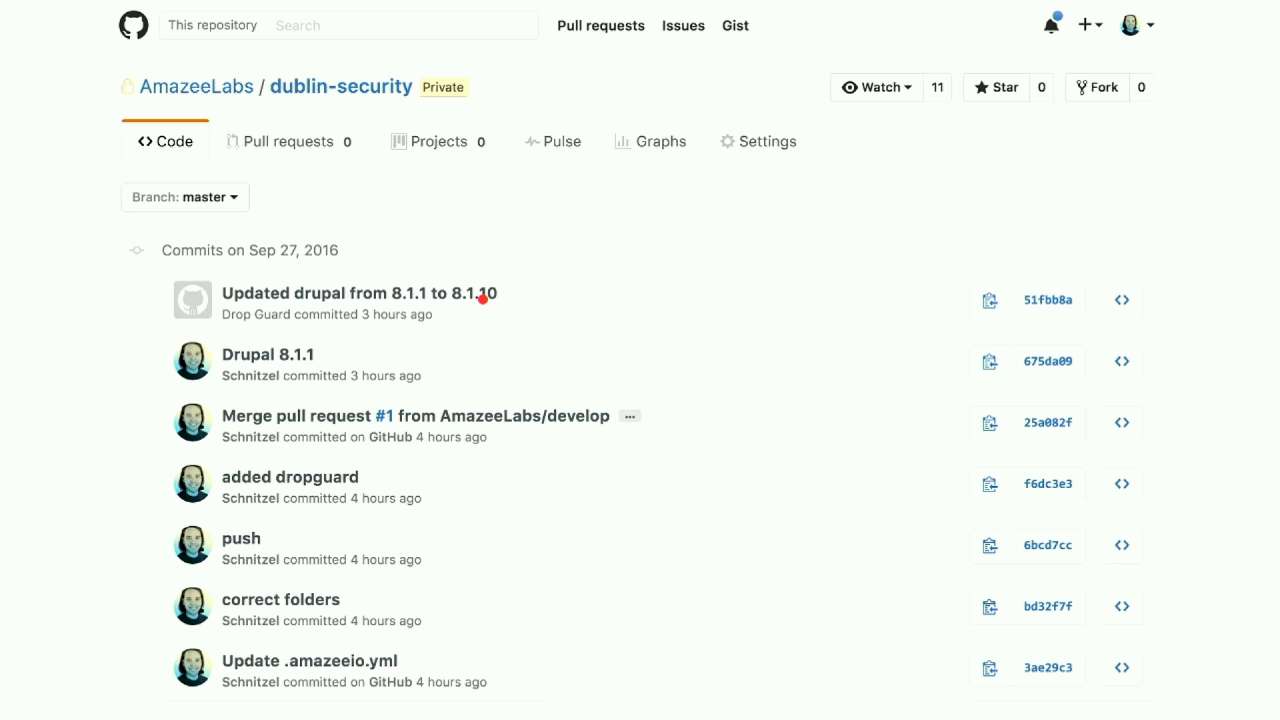 This repository Search Pull requests Issues Gist
AmazeeLabs / dublin-security Private Watch 11 Star 0 Fork 0
Code Pull requests 0 Projects 0 Pulse Graphs Settings
Branch: master
Commits on Sep 27, 2016
Updated drupal from 8.1.1 to 8.1.10
Drop Guard committed 3 hours ago
51fbb8a
Drupal 8.1.1
Schnitzel committed 3 hours ago
675da09
Merge pull request #1 from AmazeeLabs/develop ...
Schnitzel committed on GitHub 4 hours ago
25a082f
added dropguard
Schnitzel committed 4 hours ago
f6dc3e3
push
Schnitzel committed 4 hours ago
6bcd7cc
correct folders
Schnitzel committed 4 hours ago
bd32f7f
Update .amazeeio.yml
Schnitzel committed on GitHub 4 hours ago
3ae29c3